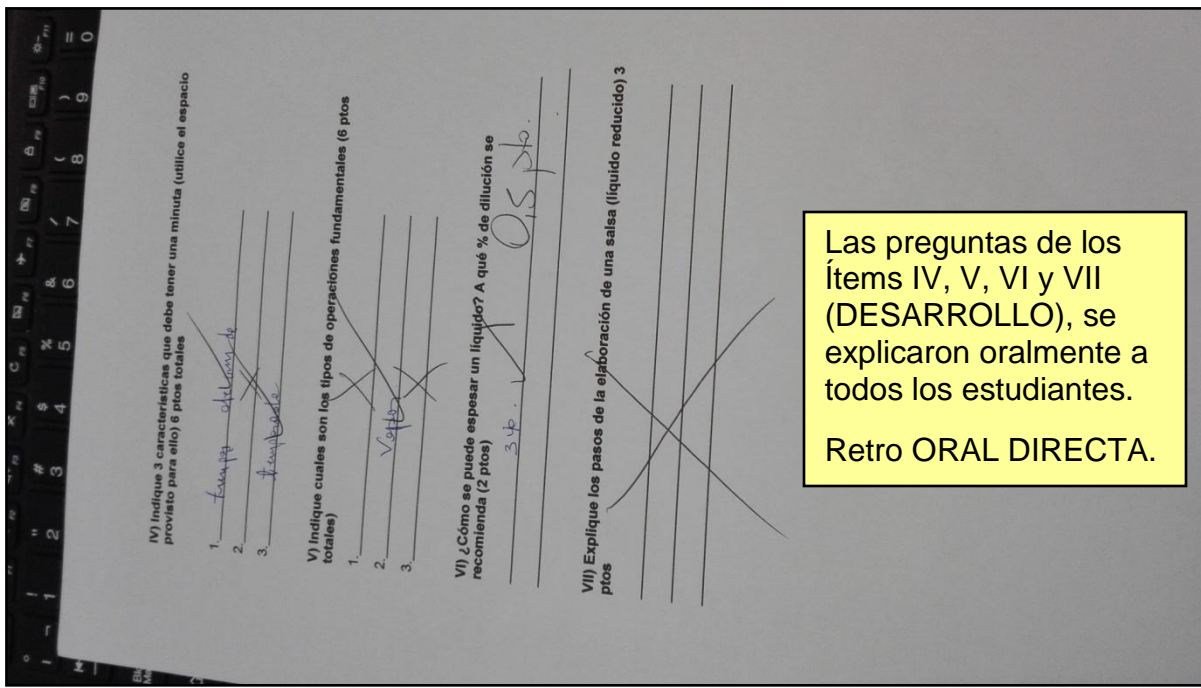 IV) Indique 3 características que debe tener una minuta (utilice el espacio
provisto para ello) 6 ptos totales
1.
2.
3.
V) Indique cuales son los tipos de operaciones fundamentales (6 ptos
totales)
1.
2.
3.
VI) ¿Cómo se puede espesar un líquido? A qué % de dilución se
recomienda (2 ptos)
0,5 pto.
VII) Explique los pasos de la elaboración de una salsa (líquido reducido) 3
ptos
Las preguntas de los
Ítems IV, V, VI y VII
(DESARROLLO), se
explicaron oralmente a
todos los estudiantes.
Retro ORAL DIRECTA.